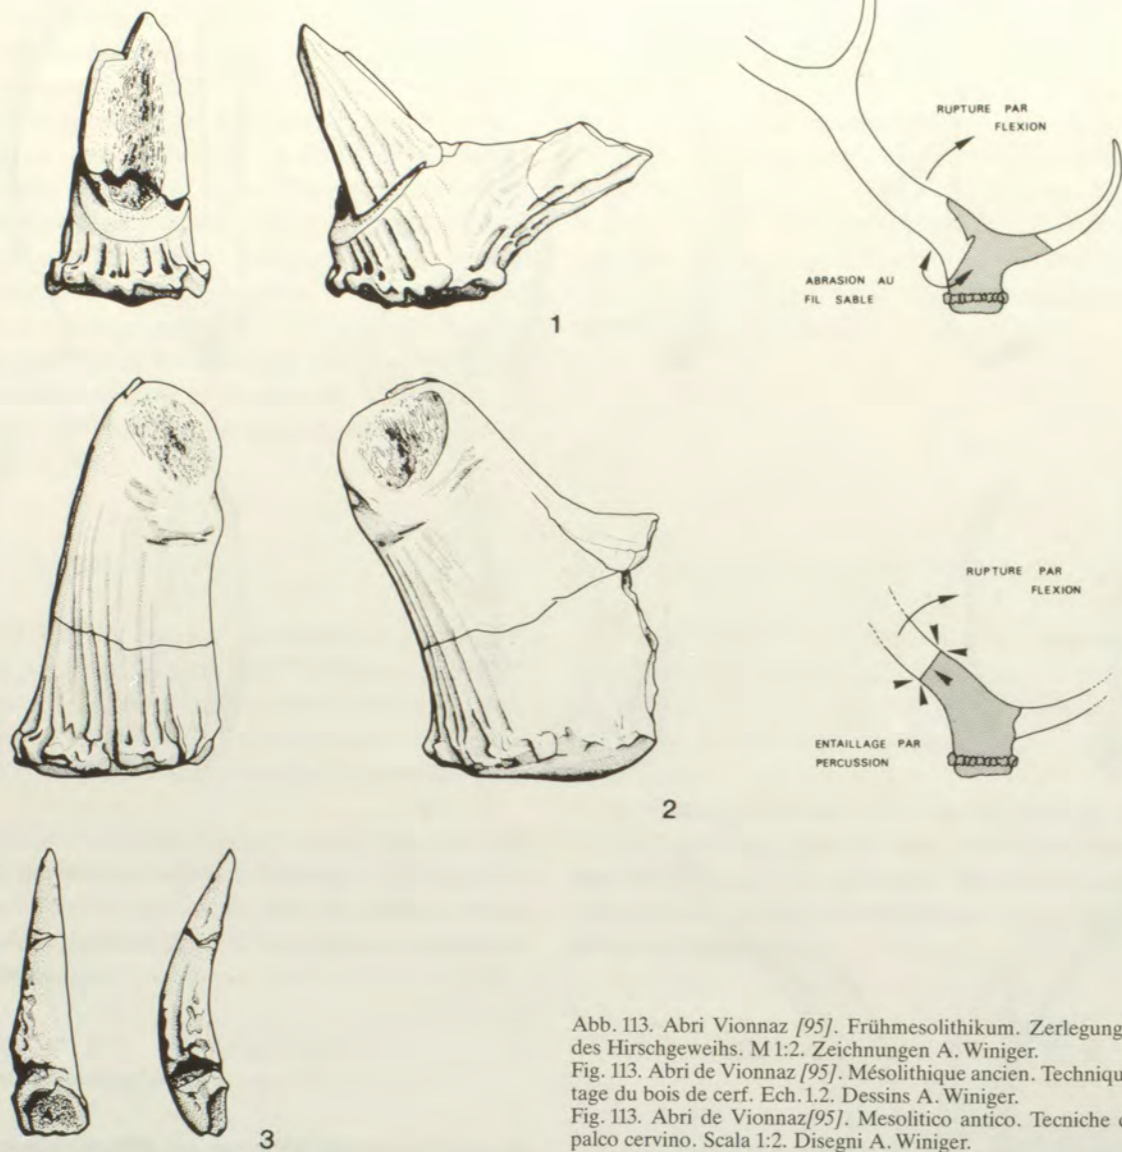 RUPTURE PAR
FLEXION
ABRASION AU
FIL SABLE
1
RUPTURE PAR
FLEXION
ENTAILLAGE PAR
PERCUSSION
2
3
Abb. 113. Abri Vionnaz [95]. Frühmesolithikum. Zerlegung
des Hirschgeweihs. M 1:2. Zeichnungen A. Winiger.
Fig. 113. Abri de Vionnaz [95]. Mésolithique ancien. Techniqu
tage du bois de cerf. Ech. 1.2. Dessins A. Winiger.
Fig. 113. Abri de Vionnaz[95]. Mesolitico antico. Tecniche
palco cervino. Scala 1:2. Disegni A. Winiger.